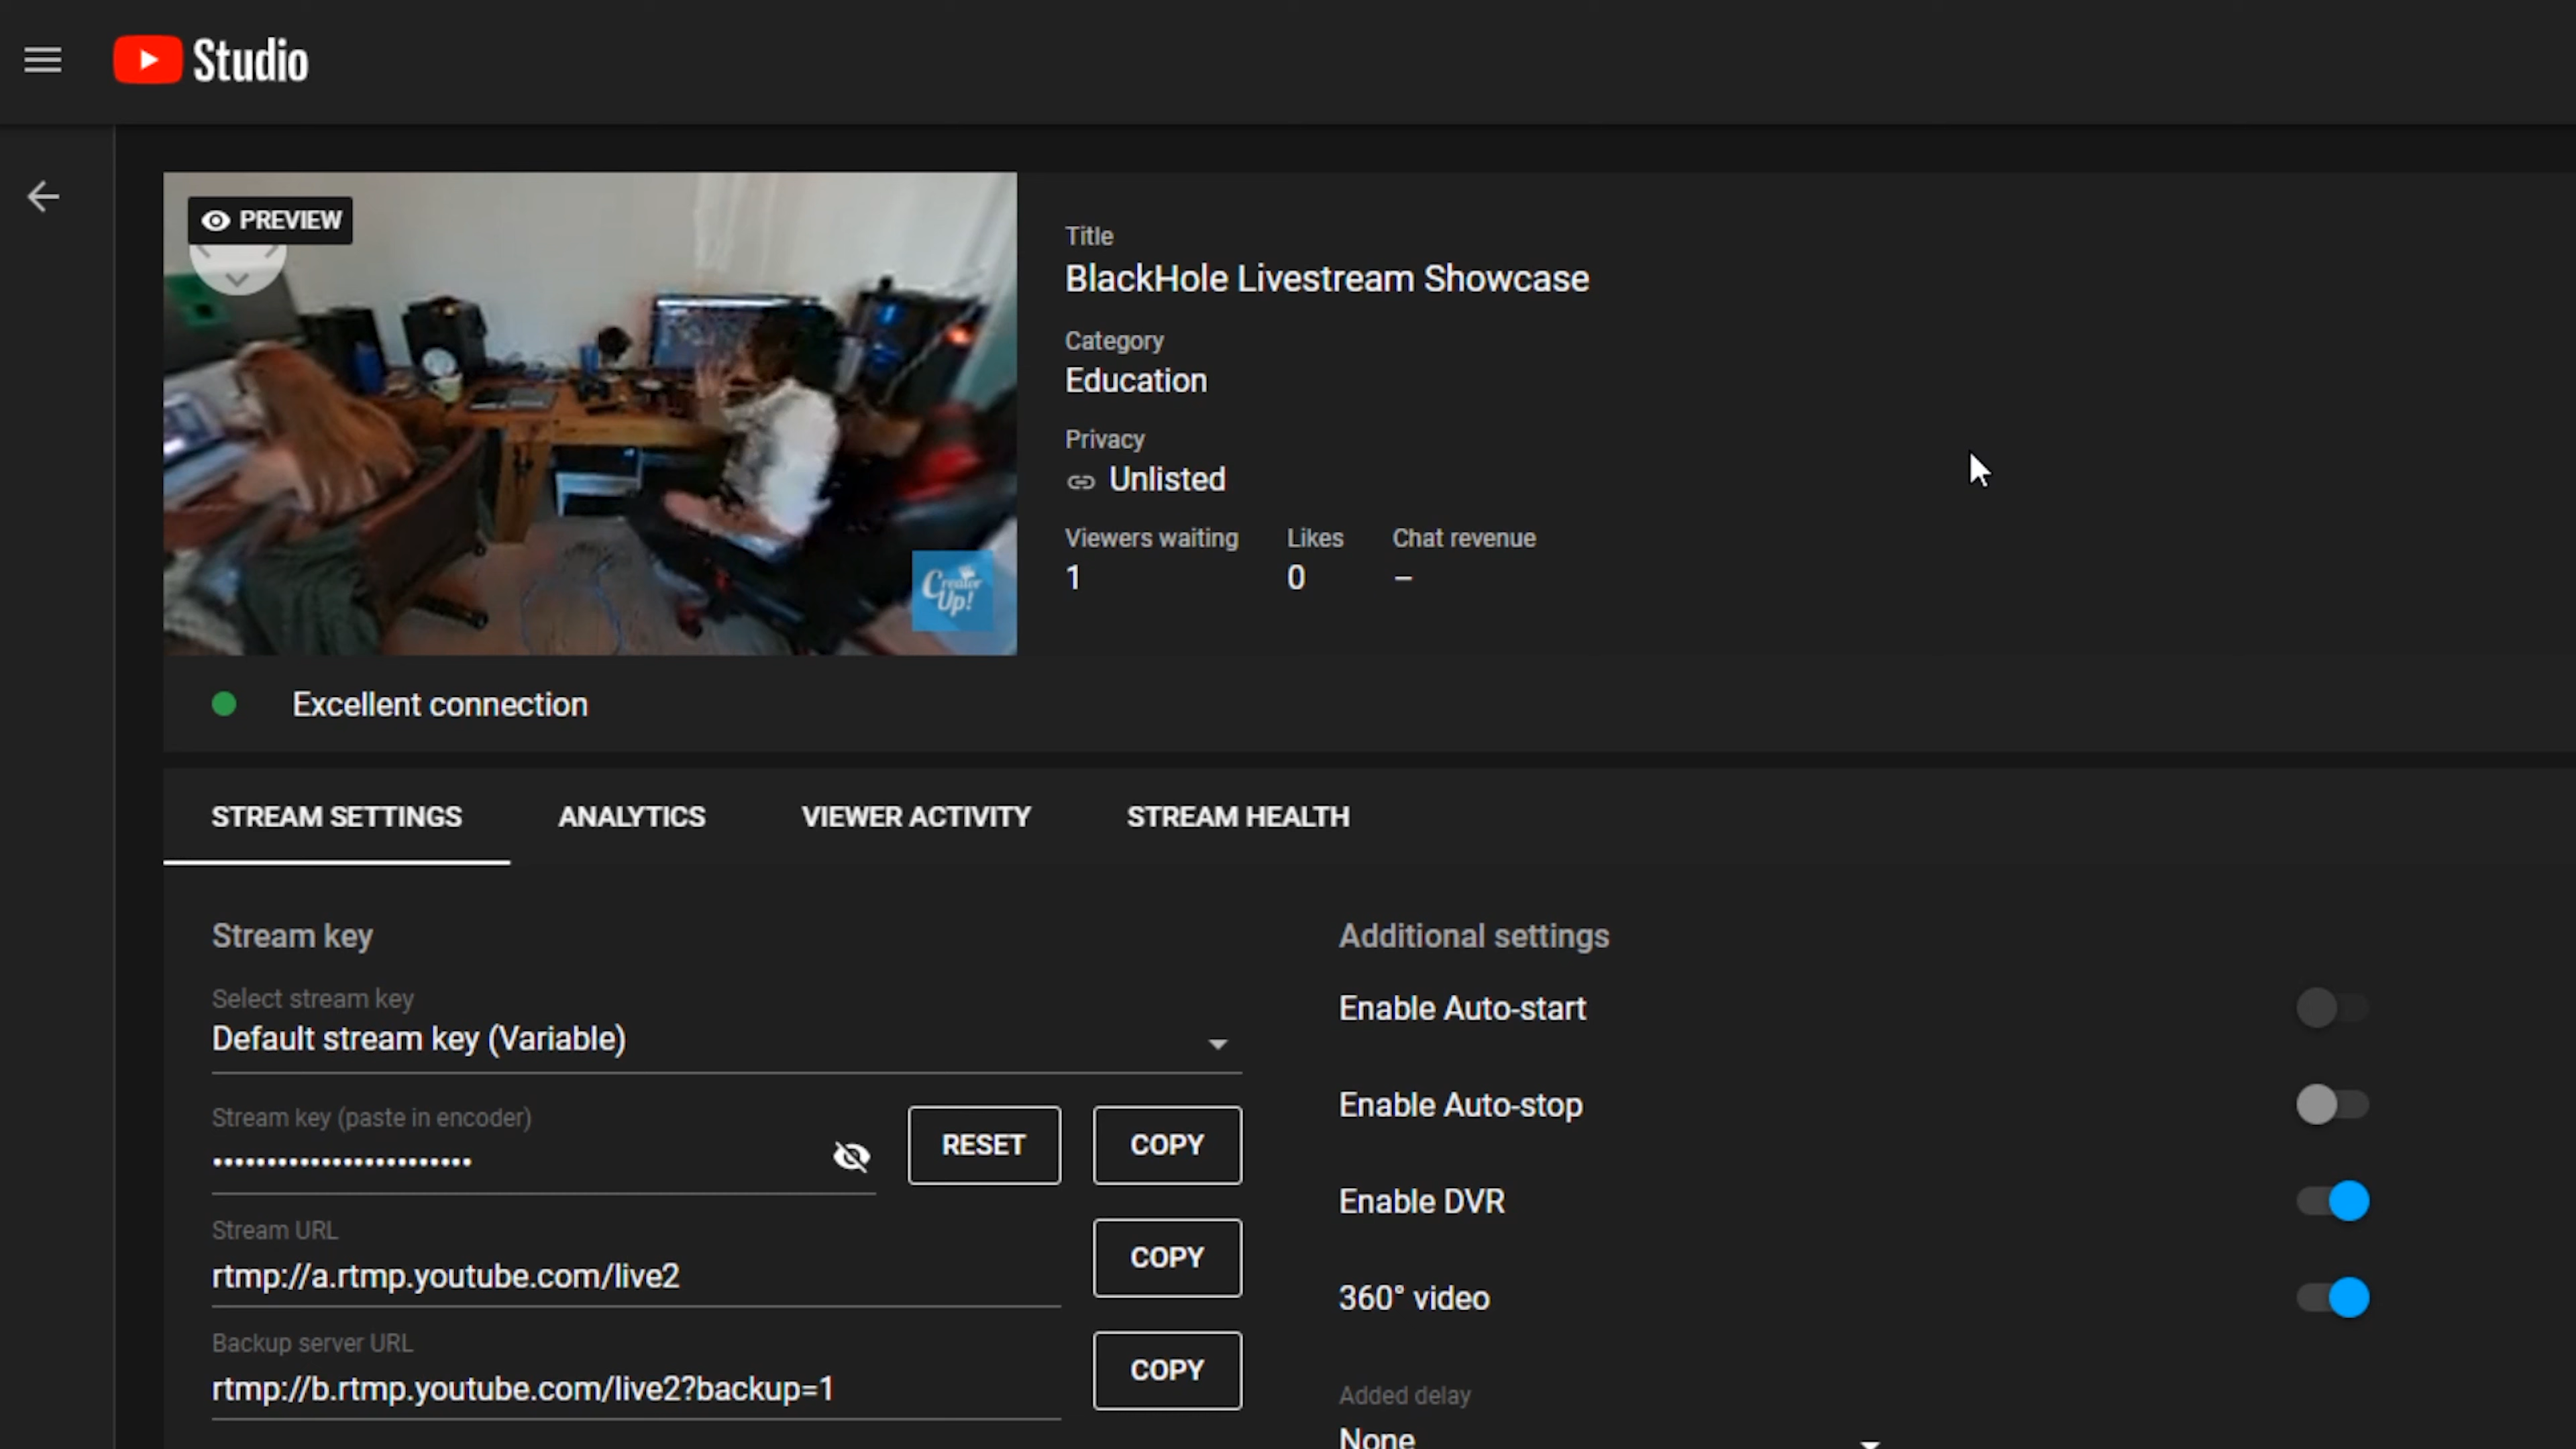 Studio
PREVIEW
Creator
Up!
Title
BlackHole Livestream Showcase
Category
Education
Privacy
Unlisted
Viewers waiting Likes Chat revenue
1 0 –
Excellent connection
STREAM SETTINGS ANALYTICS VIEWER ACTIVITY STREAM HEALTH
Stream key
Select stream key
Default stream key (Variable)
Stream key (paste in encoder)
••••••••••••••••••••••••
RESET COPY
Stream URL
rtmp://a.rtmp.youtube.com/live2
COPY
Backup server URL
rtmp://b.rtmp.youtube.com/live2?backup=1
COPY
Additional settings
Enable Auto-start
Enable Auto-stop
Enable DVR
360° video
Added delay
None